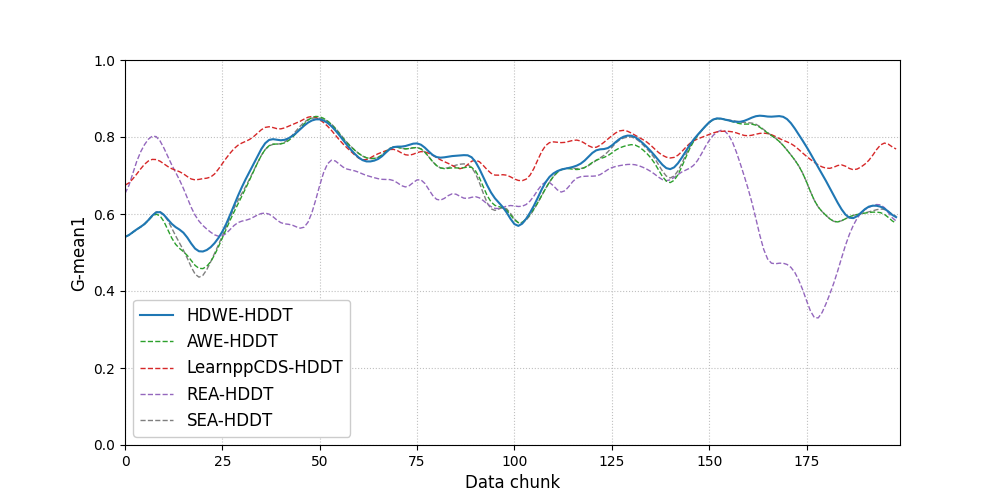 1.0
0.8
0.6
0.4
0.2
0.0
G-mean1
HDWE-HDDT
AWE-HDDT
LearnppCDS-HDDT
REA-HDDT
SEA-HDDT
0 25 50 75 100 125 150 175
Data chunk